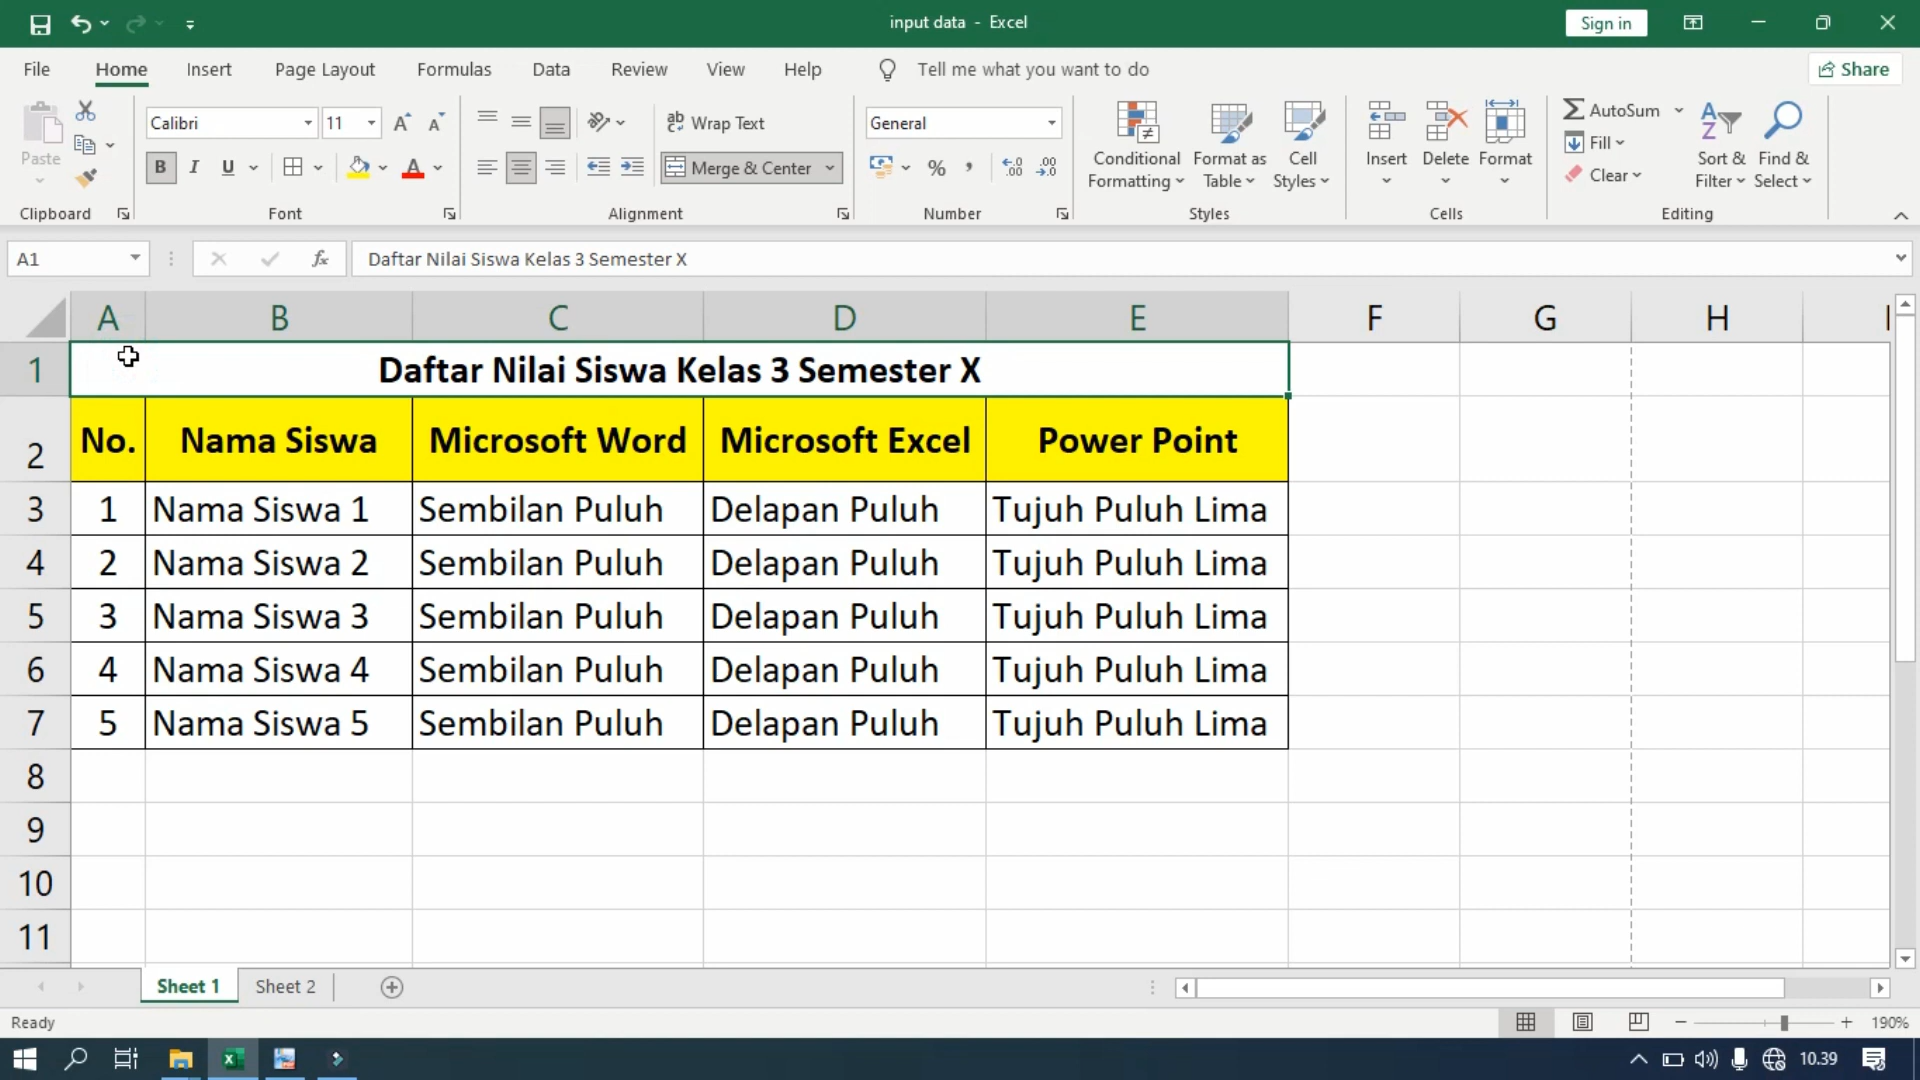 input data - Excel
Sign in
File Home Insert Page Layout Formulas Data Review View Help Tell me what you want to do Share
Paste
Calibri 11
B I U
Wrap Text
Merge & Center
General
% ,
Conditional Formatting
Format as Table
Cell Styles
Insert Delete Format
AutoSum
Fill
Clear
Sort & Filter
Find & Select
Clipboard Font Alignment Number Styles Cells Editing
A1 fx Daftar Nilai Siswa Kelas 3 Semester X
A B C D E F G H
1 Daftar Nilai Siswa Kelas 3 Semester X
2 No. Nama Siswa Microsoft Word Microsoft Excel Power Point
3 1 Nama Siswa 1 Sembilan Puluh Delapan Puluh Tujuh Puluh Lima
4 2 Nama Siswa 2 Sembilan Puluh Delapan Puluh Tujuh Puluh Lima
5 3 Nama Siswa 3 Sembilan Puluh Delapan Puluh Tujuh Puluh Lima
6 4 Nama Siswa 4 Sembilan Puluh Delapan Puluh Tujuh Puluh Lima
7 5 Nama Siswa 5 Sembilan Puluh Delapan Puluh Tujuh Puluh Lima
8
9
10
11
Sheet 1 Sheet 2
Ready
190%
10.39